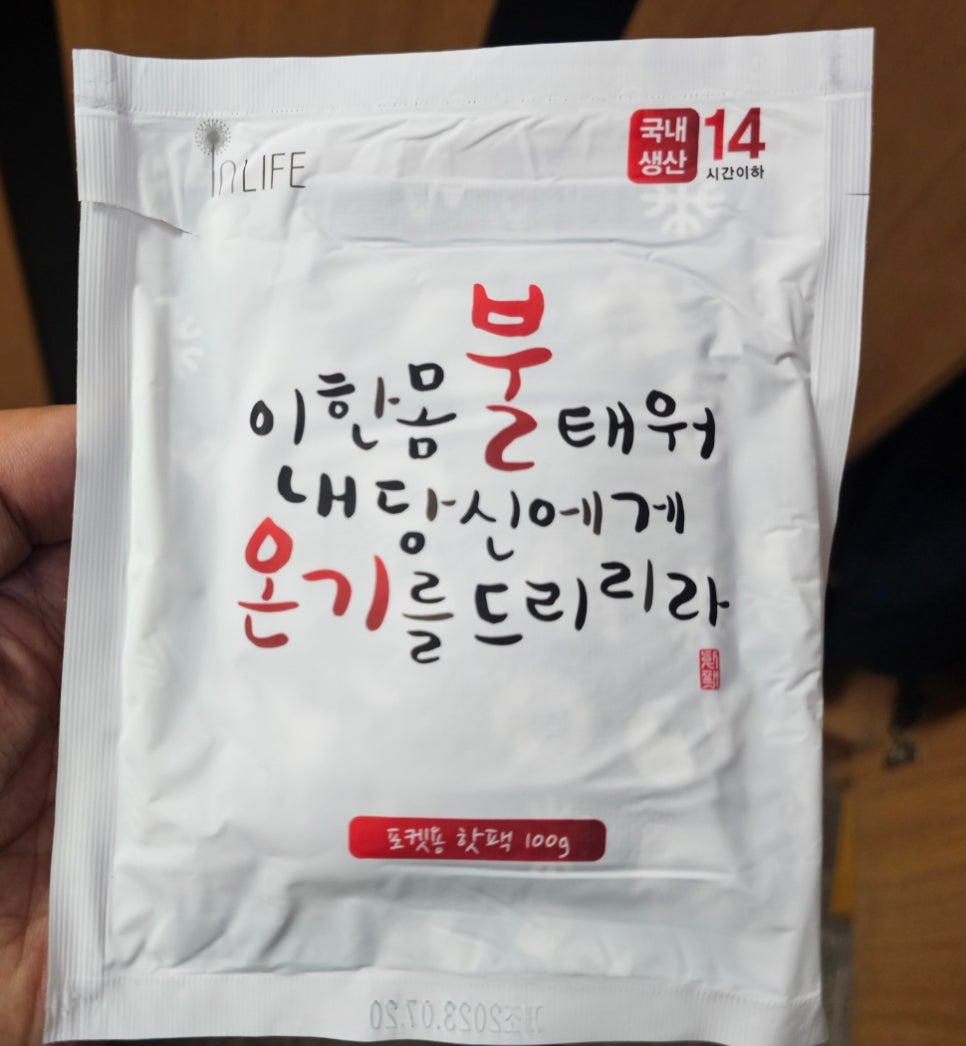 inLIFE
국내
생산
14
시간이하
이한몸불태워
내당신에게
온기를드리리라
핫팩
포켓용 핫팩 100g
제조2023.07.20